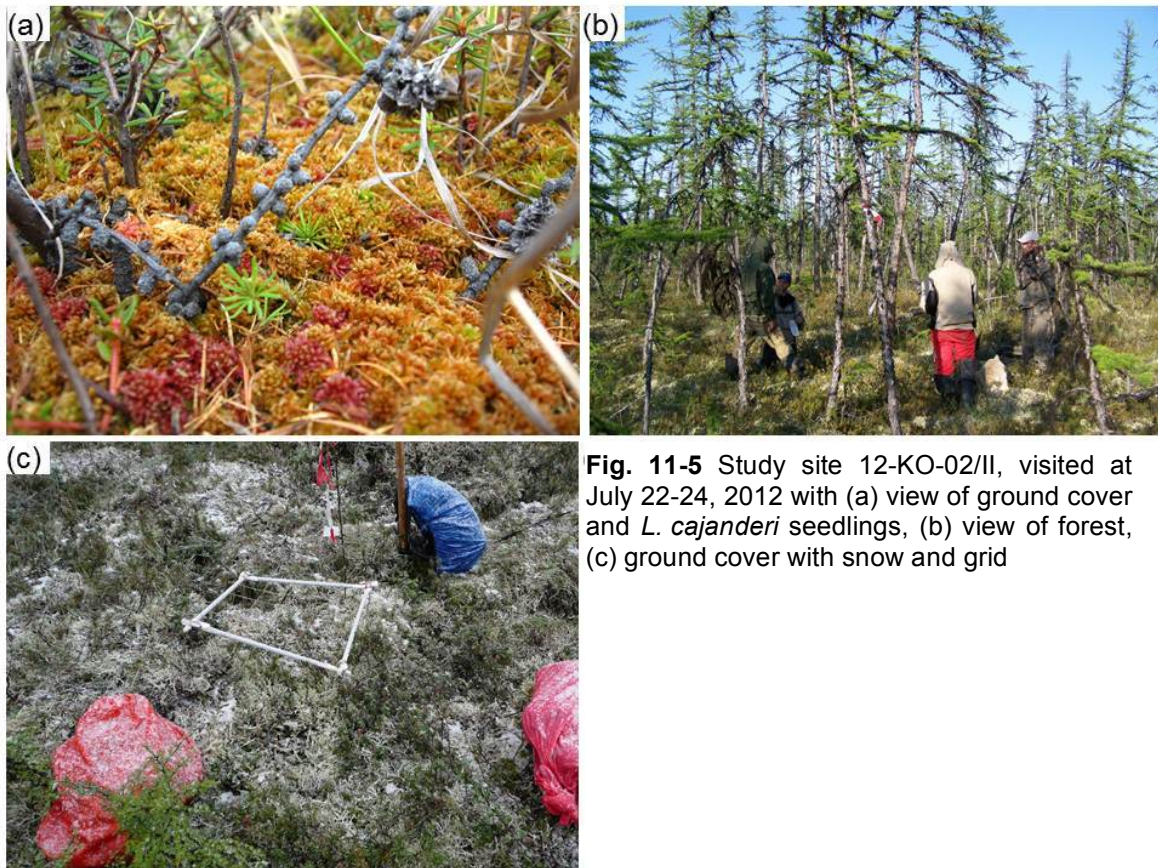 (a)
(b)
(c)
Fig. 11-5 Study site 12-KO-02/II, visited at
July 22-24, 2012 with (a) view of ground cover
and L. cajanderi seedlings, (b) view of forest,
(c) ground cover with snow and grid